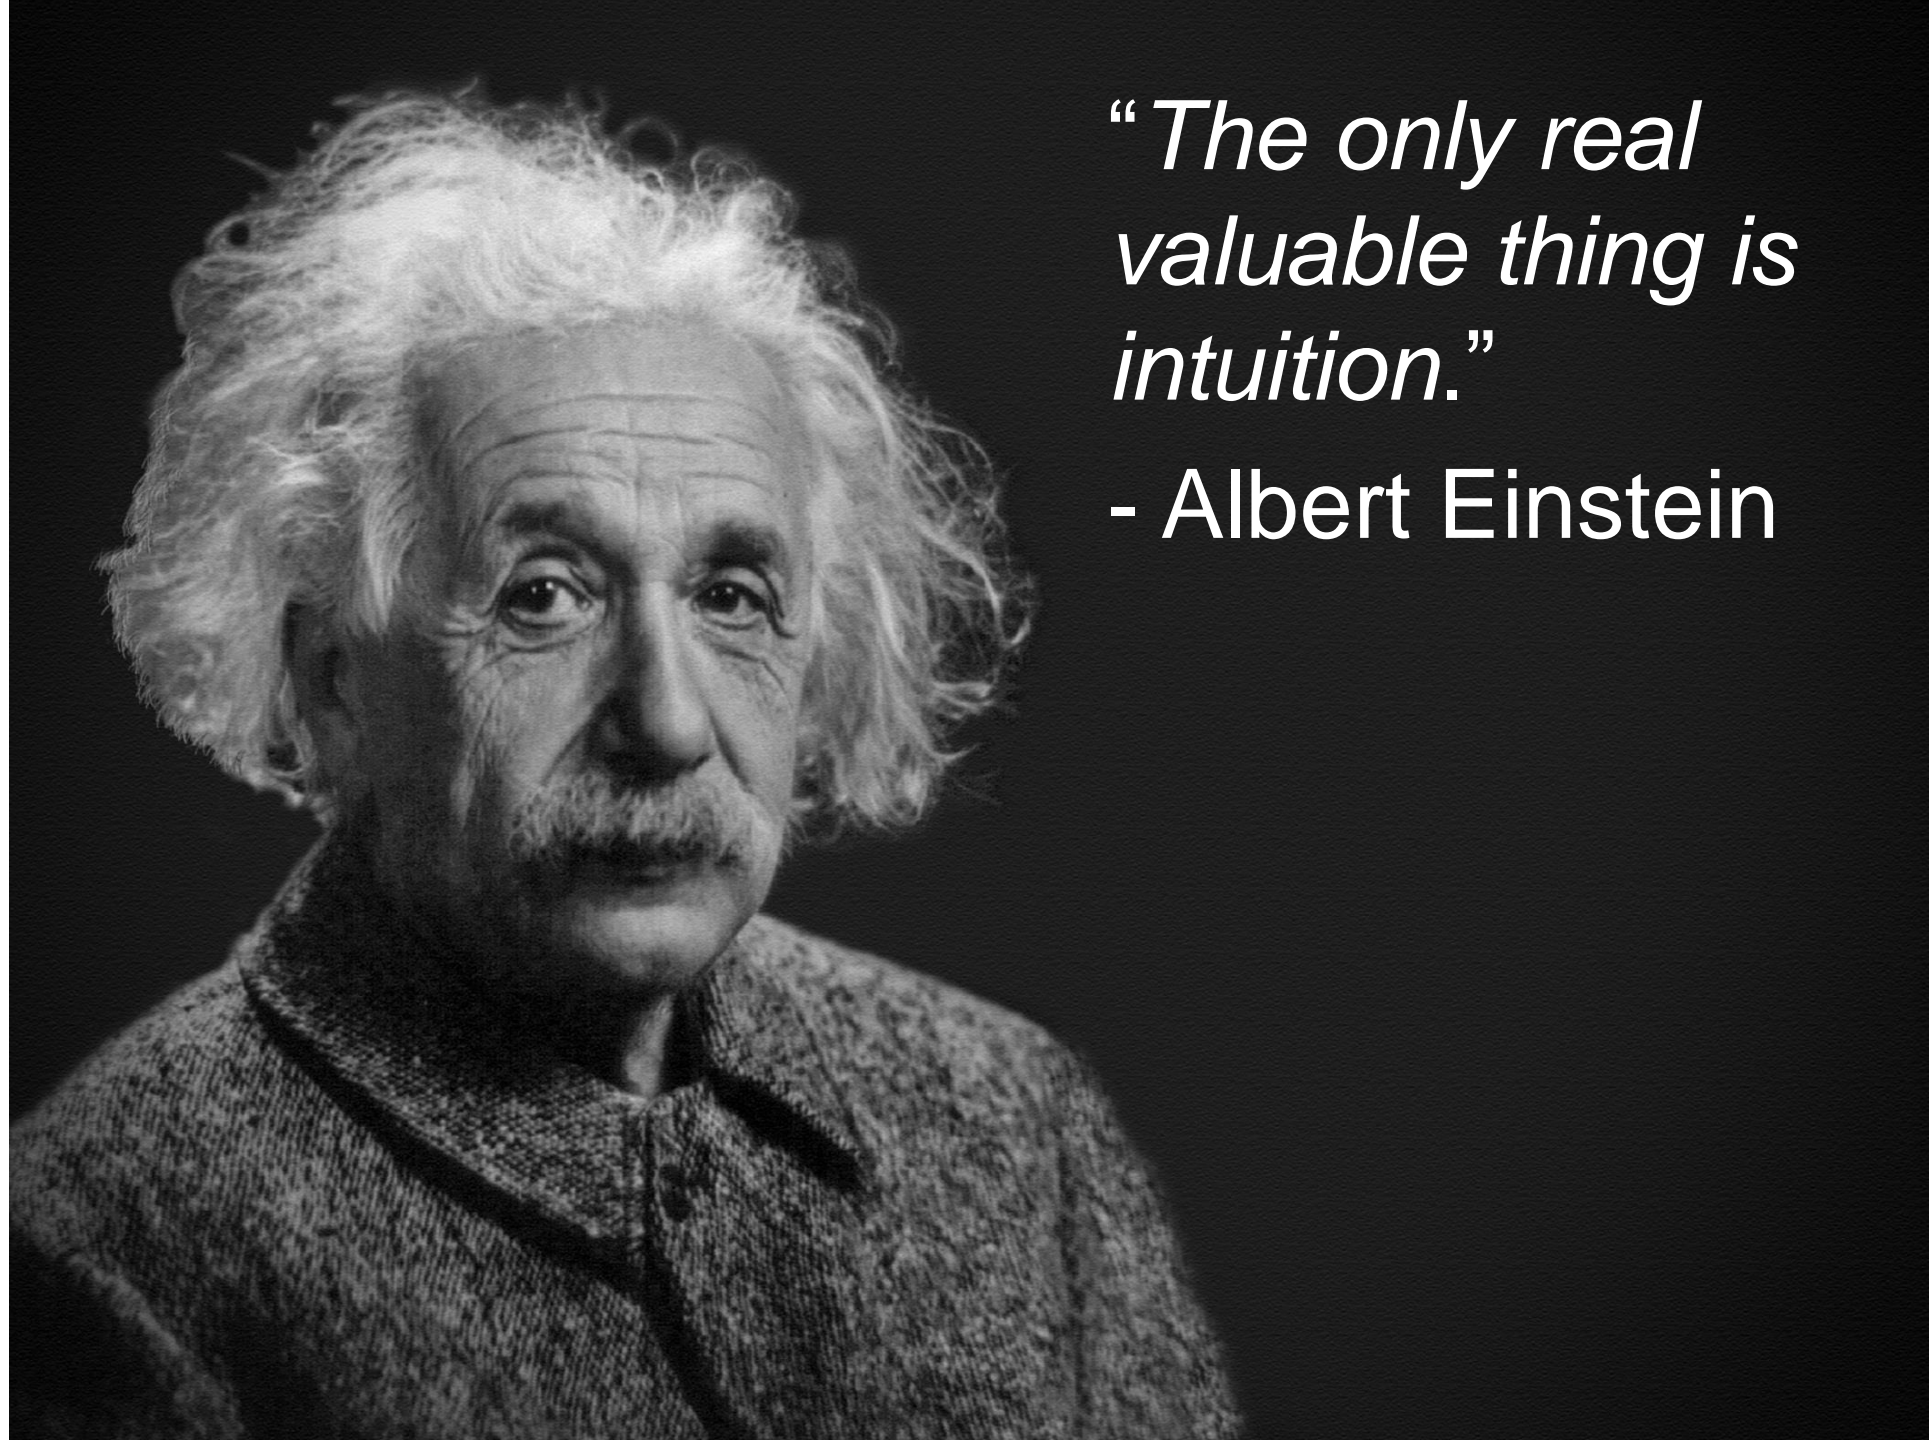 “The only real
valuable thing is
intuition.”
- Albert Einstein